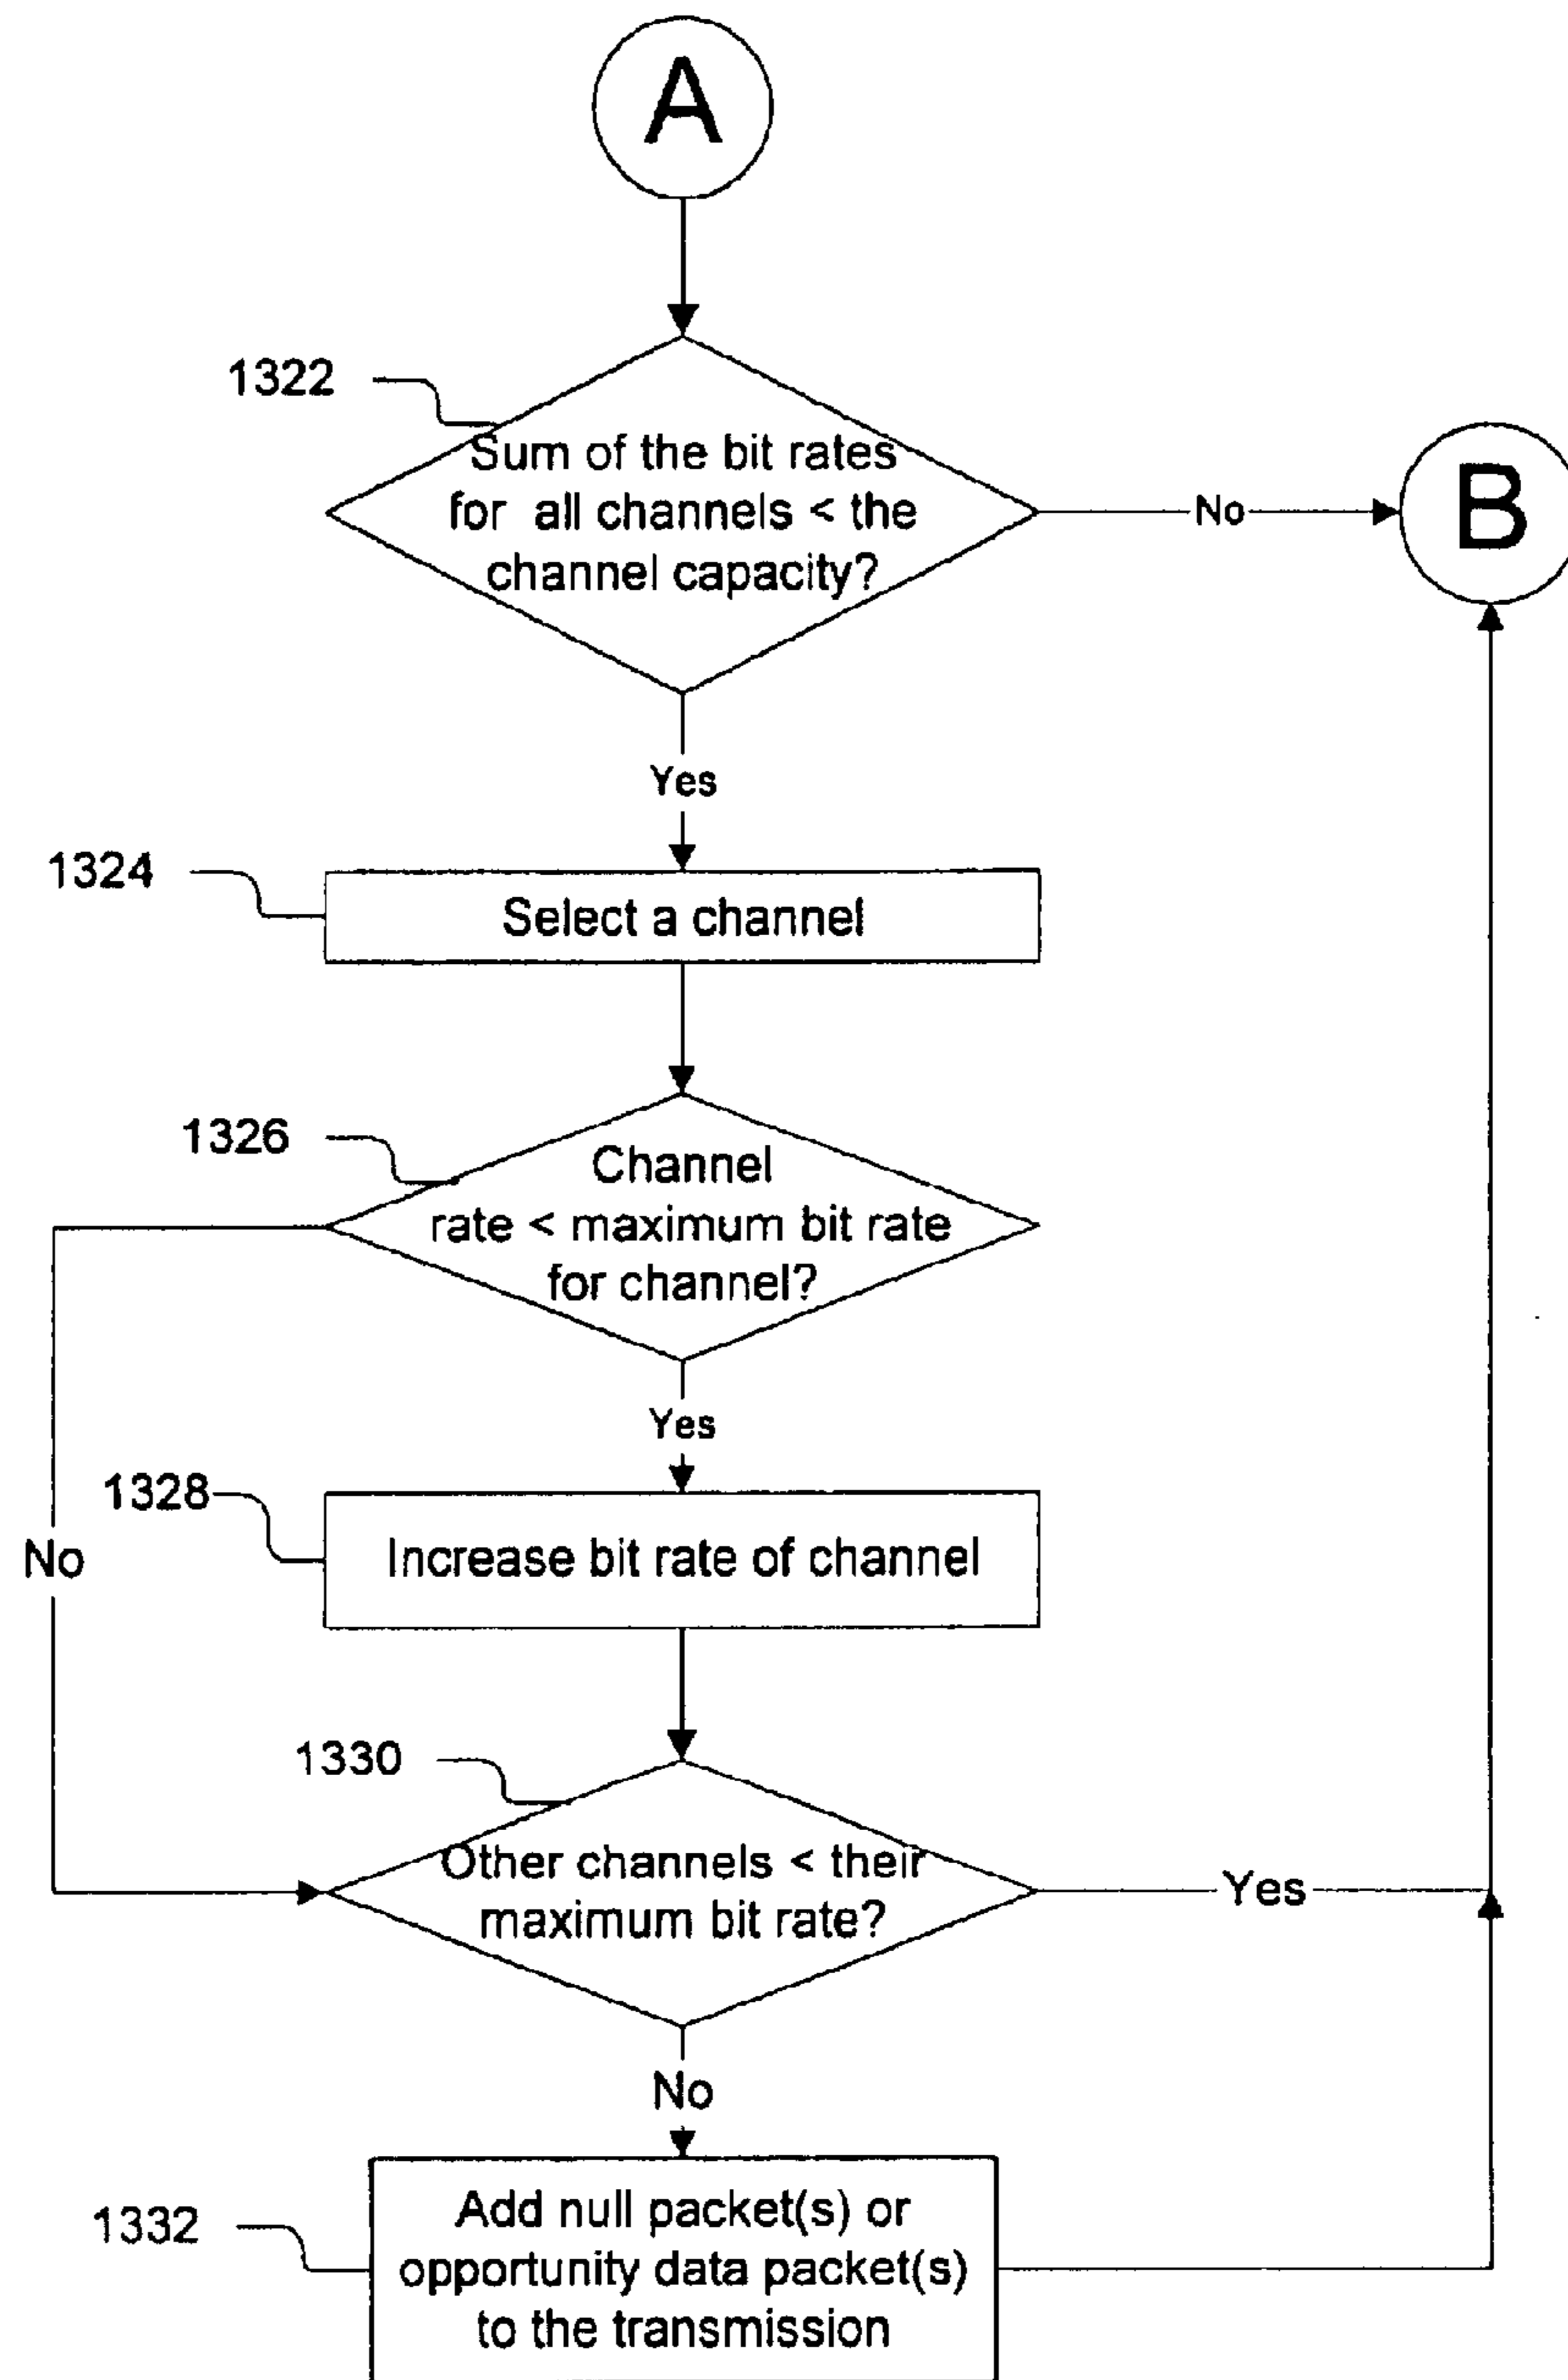 A
1322
Sum of the bit rates
for all channels < the
channel capacity?
No
B
Yes
1324
Select a channel
1326
Channel
rate < maximum bit rate
for channel?
Yes
1328
Increase bit rate of channel
No
1330
Other channels < their
maximum bit rate?
Yes
No
1332
Add null packet(s) or
opportunity data packet(s)
to the transmission